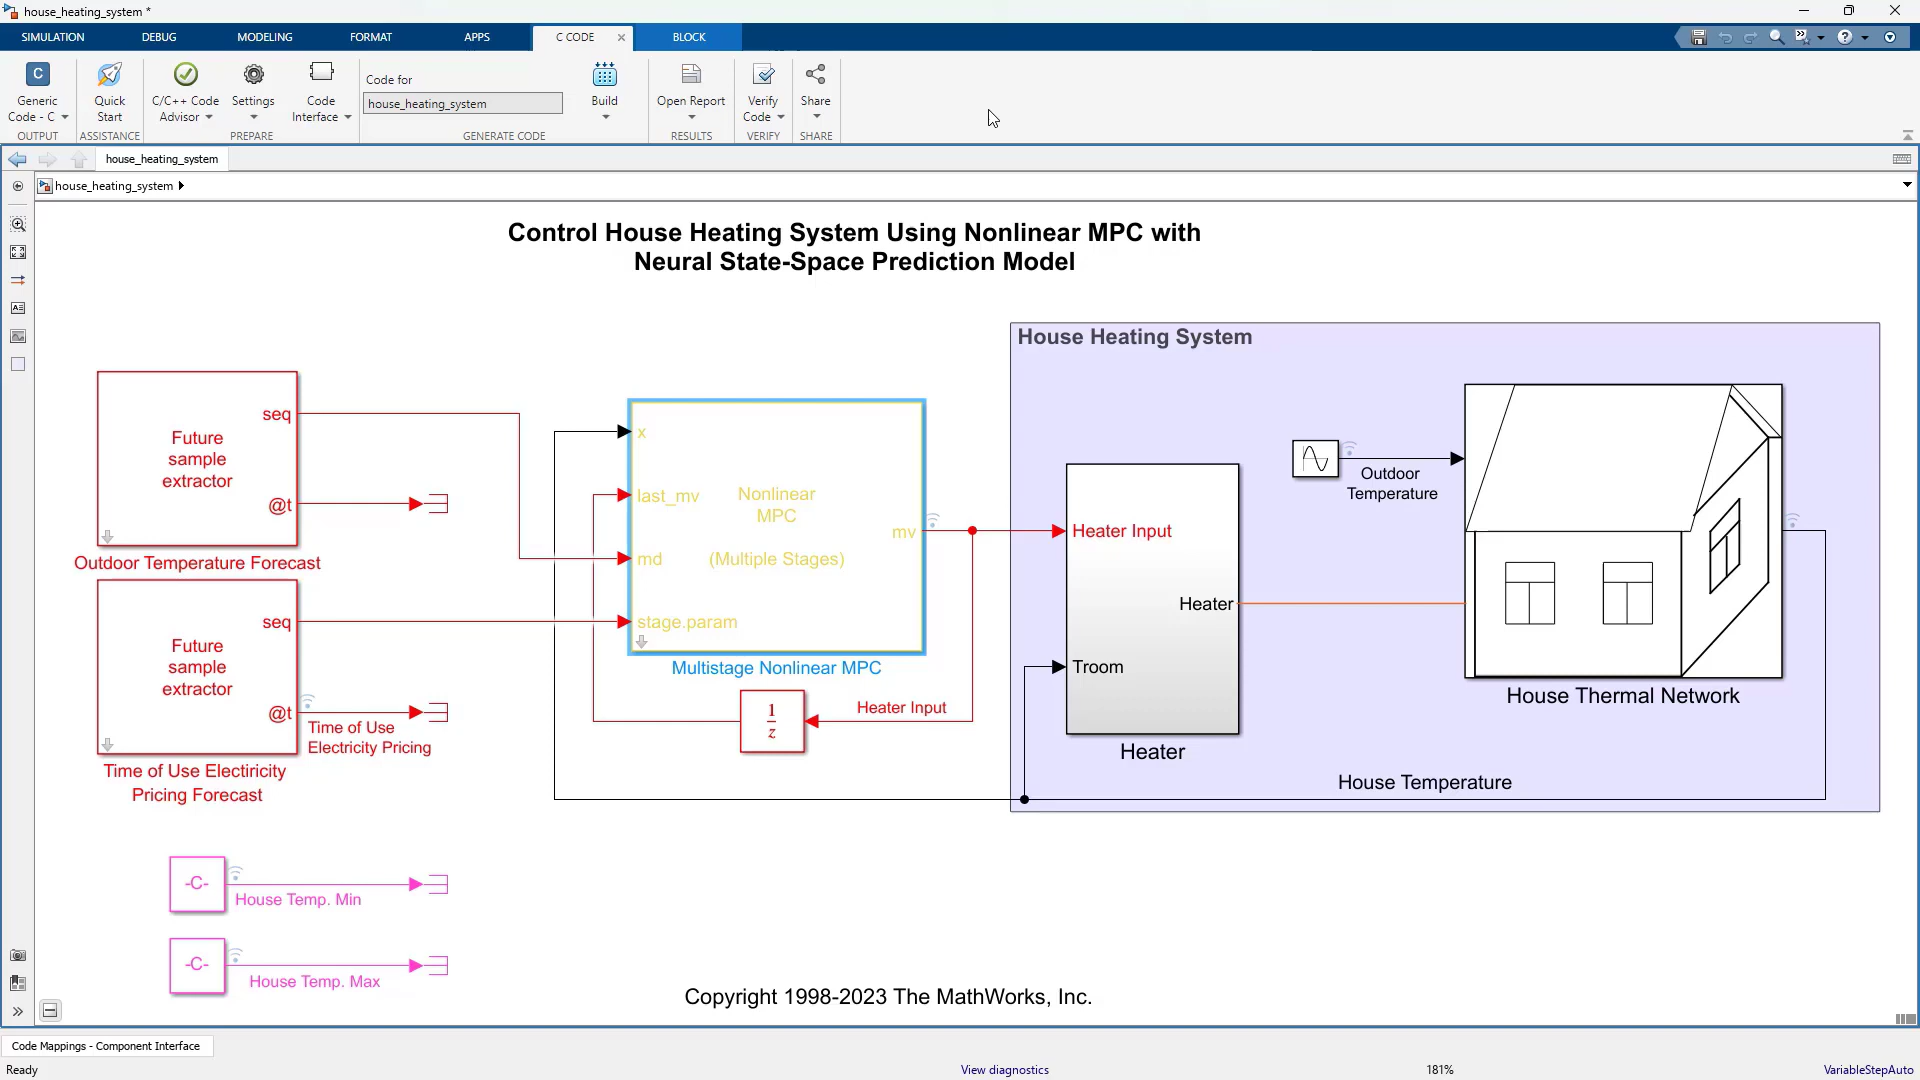 house_heating_system *
SIMULATION
DEBUG
MODELING
FORMAT
APPS
C CODE
BLOCK
C
Generic
Code - C
OUTPUT
Quick
Start
ASSISTANCE
C/C++ Code
Advisor
Settings
Code
Interface
PREPARE
Code for
house_heating_system
Build
GENERATE CODE
Open Report
RESULTS
Verify
Code
VERIFY
Share
SHARE
house_heating_system
house_heating_system
Control House Heating System Using Nonlinear MPC with
Neural State-Space Prediction Model
House Heating System
seq
Future
sample
extractor
@t
Outdoor Temperature Forecast
seq
Future
sample
extractor
@t
Time of Use
Electricity Pricing
Time of Use Electiricity
Pricing Forecast
x
last_mv
md
stage.param
Nonlinear
MPC
(Multiple Stages)
mv
Multistage Nonlinear MPC
1
z
Heater Input
Heater Input
Heater
Troom
Heater
Outdoor
Temperature
House Thermal Network
House Temperature
-C-
House Temp. Min
-C-
House Temp. Max
Copyright 1998-2023 The MathWorks, Inc.
Code Mappings - Component Interface
Ready
View diagnostics
181%
VariableStepAuto